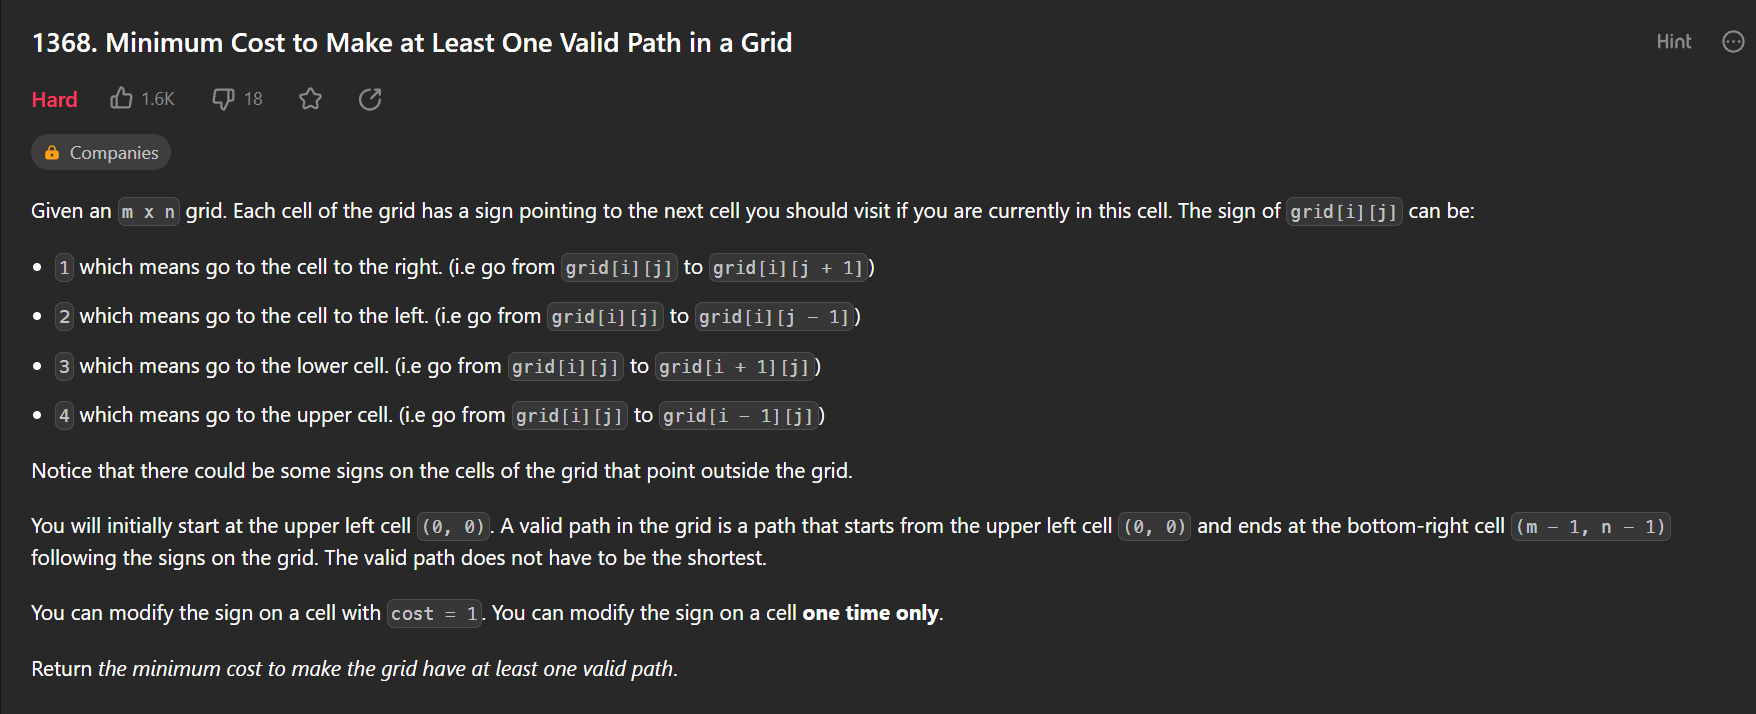 1368. Minimum Cost to Make at Least One Valid Path in a Grid
Hint
Hard 1.6K 18
Companies
Given an m x n grid. Each cell of the grid has a sign pointing to the next cell you should visit if you are currently in this cell. The sign of grid[i][j] can be:
• 1 which means go to the cell to the right. (i.e go from grid[i][j] to grid[i][j + 1])
• 2 which means go to the cell to the left. (i.e go from grid[i][j] to grid[i][j - 1])
• 3 which means go to the lower cell. (i.e go from grid[i][j] to grid[i + 1][j])
• 4 which means go to the upper cell. (i.e go from grid[i][j] to grid[i - 1][j])
Notice that there could be some signs on the cells of the grid that point outside the grid.
You will initially start at the upper left cell (0, 0). A valid path in the grid is a path that starts from the upper left cell (0, 0) and ends at the bottom-right cell (m - 1, n - 1)
following the signs on the grid. The valid path does not have to be the shortest.
You can modify the sign on a cell with cost = 1. You can modify the sign on a cell one time only.
Return the minimum cost to make the grid have at least one valid path.